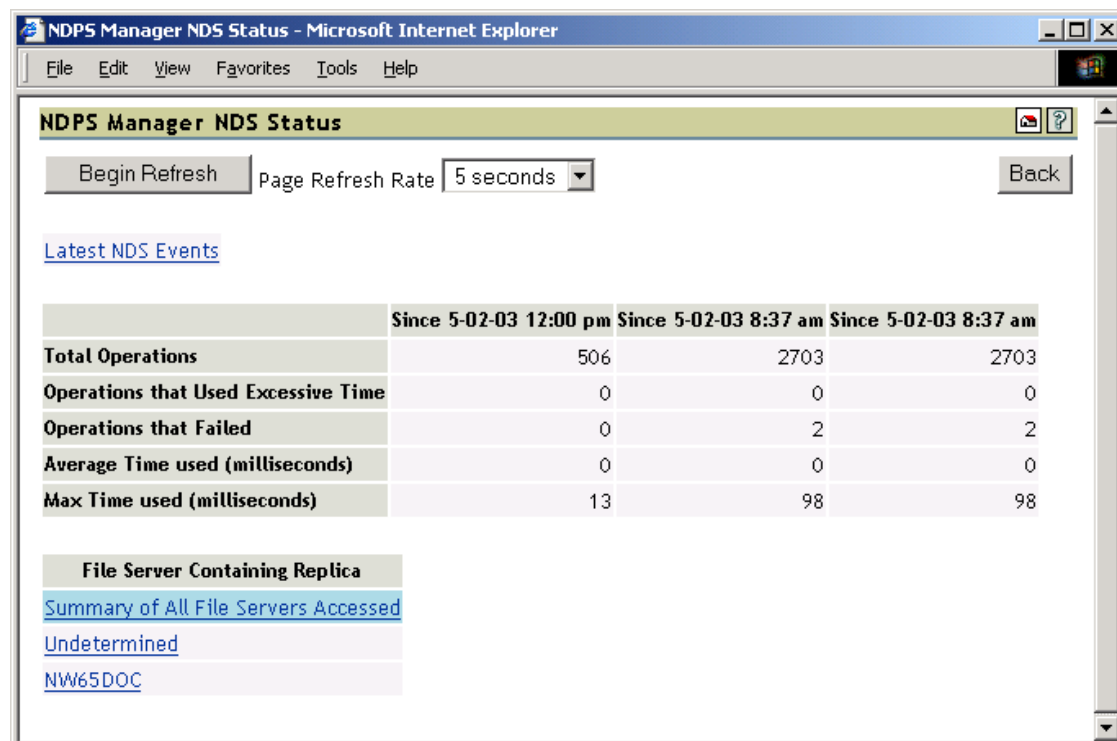 NDPS Manager NDS Status - Microsoft Internet Explorer
File Edit View Favorites Tools Help
NDPS Manager NDS Status ?
Begin Refresh Page Refresh Rate 5 seconds Back
Latest NDS Events
Since 5-02-03 12:00 pm Since 5-02-03 8:37 am Since 5-02-03 8:37 am
Total Operations 506 2703 2703
Operations that Used Excessive Time 0 0 0
Operations that Failed 0 2 2
Average Time used (milliseconds) 0 0 0
Max Time used (milliseconds) 13 98 98
File Server Containing Replica
Summary of All File Servers Accessed
Undetermined
NW65DOC